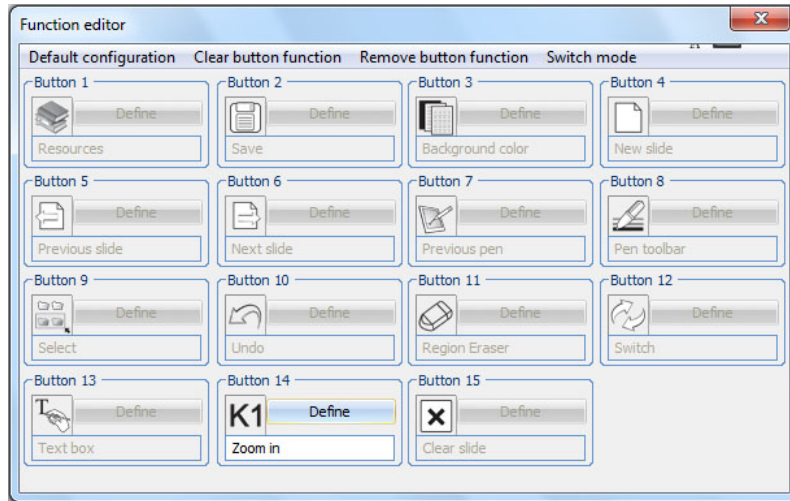 Function editor
Default configuration Clear button function Remove button function Switch mode
Button 1 Button 2 Button 3 Button 4
Define Define Define Define
Resources Save Background color New slide
Button 5 Button 6 Button 7 Button 8
Define Define Define Define
Previous slide Next slide Previous pen Pen toolbar
Button 9 Button 10 Button 11 Button 12
Define Define Define Define
Select Undo Region Eraser Switch
Button 13 Button 14 Button 15
T Define K1 Define Define
Text box Zoom in Clear slide